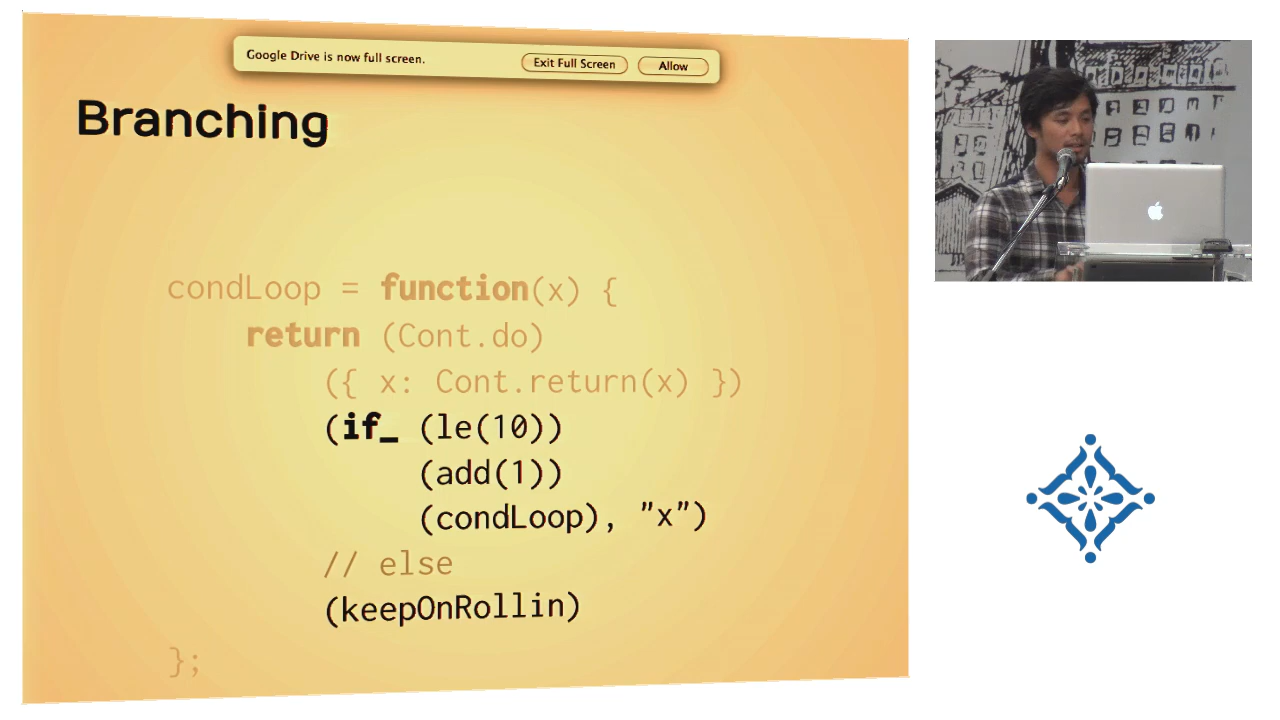 Google Drive is now full screen. Exit Full Screen Allow
Branching
condLoop = function(x) {
return (Cont.do)
({ x: Cont.return(x) })
(if_ (le(10))
(add(1))
(condLoop), "x")
// else
(keepOnRollin)
};